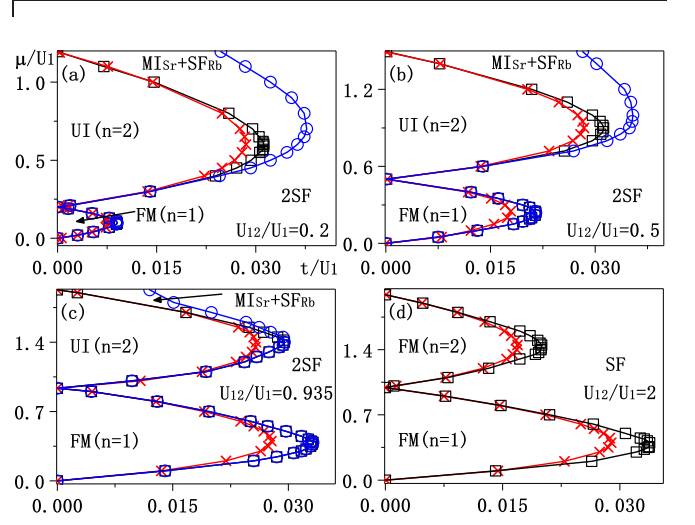 μ/U1
(a)
MISr+SFRb
1.0
UI(n=2)
0.5
2SF
FM(n=1)
U12/U1=0.2
0.0
0.000 0.015 0.030
t/U1
(b)
MISr+SFRb
1.2
UI(n=2)
0.6
2SF
FM(n=1)
U12/U1=0.5
0.0
0.000 0.015 0.030
(c)
MISr+SFRb
1.4
UI(n=2)
2SF
U12/U1=0.935
0.7
FM(n=1)
0.0
0.000 0.015 0.030
(d)
1.4
FM(n=2)
SF
U12/U1=2
0.7
FM(n=1)
0.0
0.000 0.015 0.030